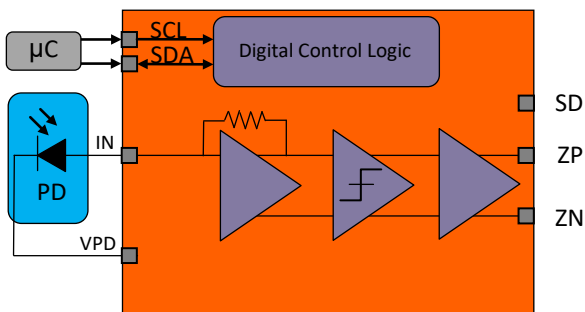 µC
SCL
SDA
Digital Control Logic
SD
IN
ZP
PD
ZN
VPD